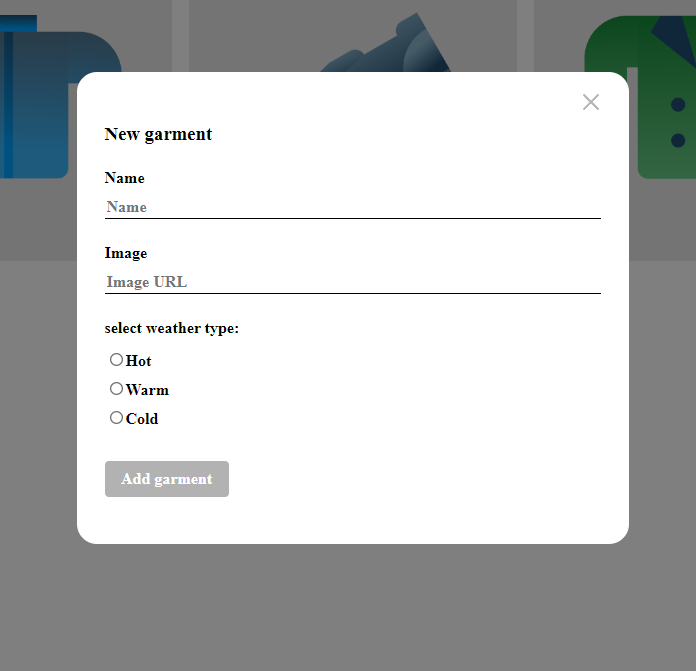 New garment
Name
Name
Image
Image URL
select weather type:
Hot
Warm
Cold
Add garment